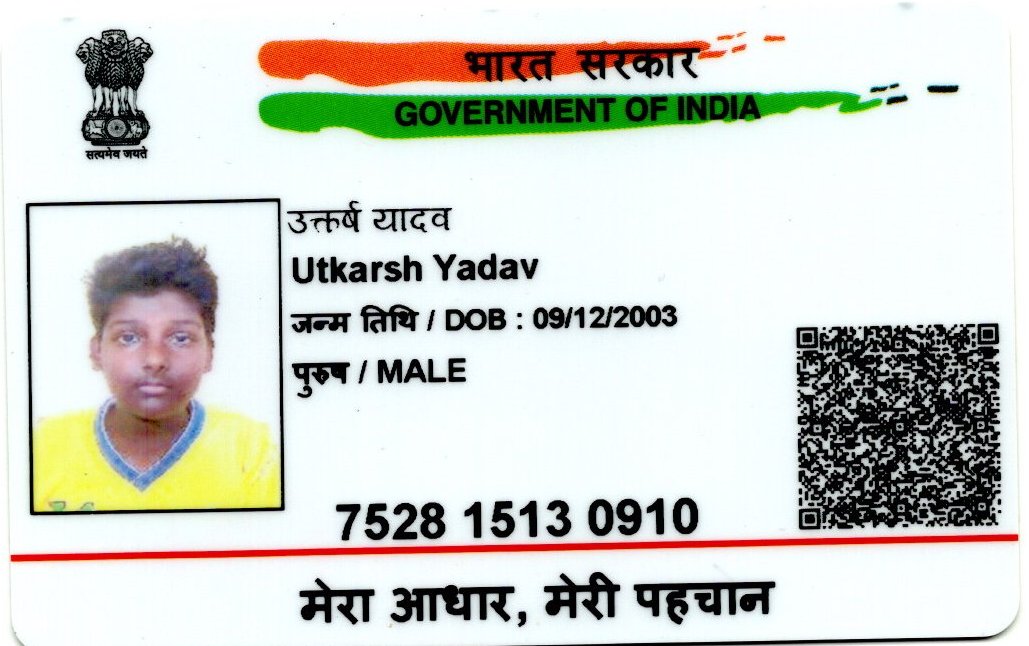 भारत सरकार
GOVERNMENT OF INDIA
सत्यमेव जयते
उत्कर्ष यादव
Utkarsh Yadav
जन्म तिथि / DOB : 09/12/2003
पुरुष / MALE
7528 1513 0910
मेरा आधार, मेरी पहचान